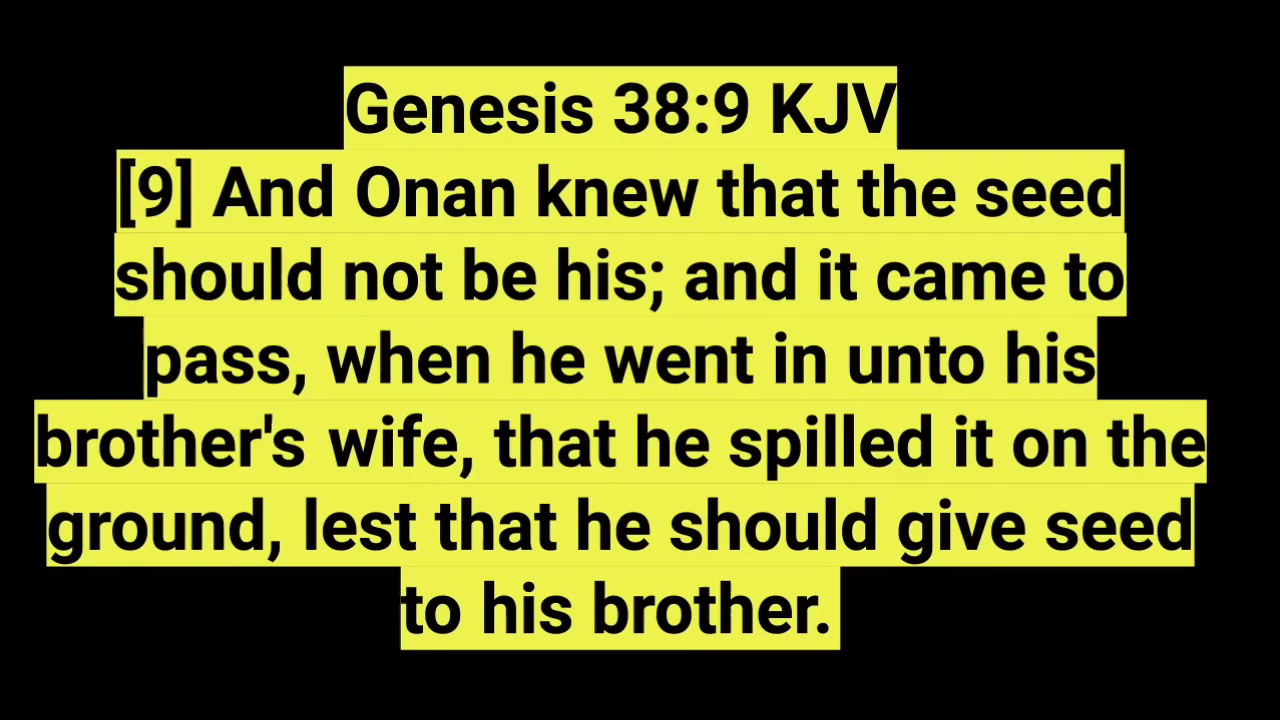 Genesis 38:9 KJV
[9] And Onan knew that the seed
should not be his; and it came to
pass, when he went in unto his
brother's wife, that he spilled it on the
ground, lest that he should give seed
to his brother.